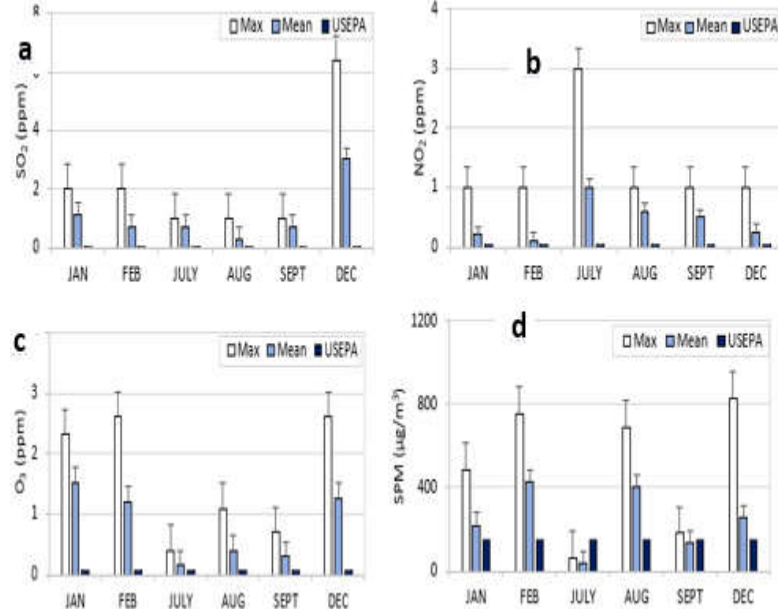 a
Max Mean USEPA
8
4
2
0
SO₂ (ppm)
JAN FEB JULY AUG SEPT DEC
b
Max Mean USEPA
4
3
2
1
0
NO₂ (ppm)
JAN FEB JULY AUG SEPT DEC
c
Max Mean USEPA
3
2
1
0
O₃ (ppm)
JAN FEB JULY AUG SEPT DEC
d
Max Mean USEPA
1200
800
400
0
SPM (µg/m³)
JAN FEB JULY AUG SEPT DEC